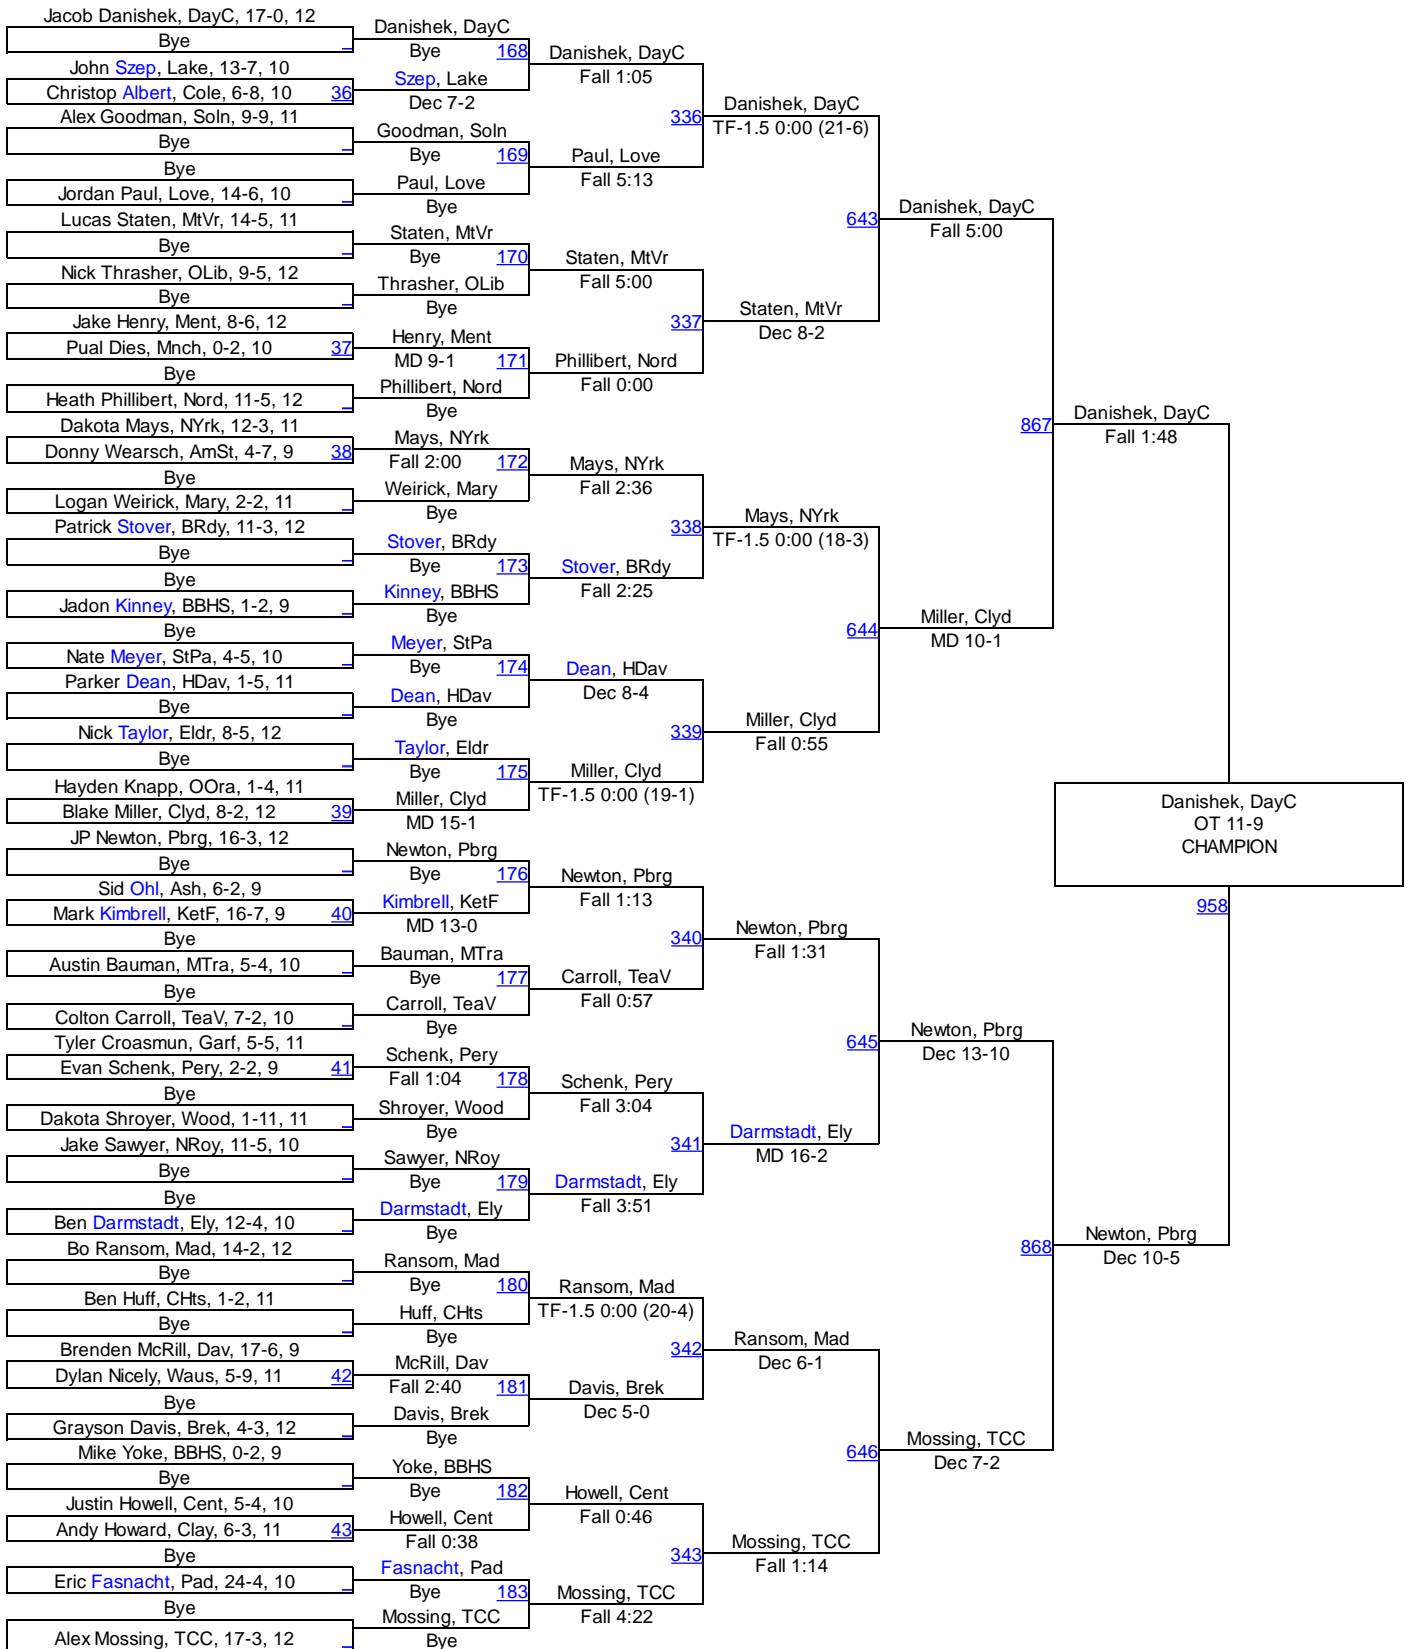 Jacob Danishek, DayC, 17-0, 12
Bye
John Szep, Lake, 13-7, 10
Christop Albert, Cole, 6-8, 10 36
Alex Goodman, Soln, 9-9, 11
Bye
Bye
Jordan Paul, Love, 14-6, 10
Lucas Staten, MtVr, 14-5, 11
Bye
Nick Thrasher, OLib, 9-5, 12
Bye
Jake Henry, Ment, 8-6, 12
Pual Dies, Mnch, 0-2, 10 37
Bye
Heath Phillibert, Nord, 11-5, 12
Dakota Mays, NYrk, 12-3, 11
Donny Wearsch, AmSt, 4-7, 9 38
Bye
Logan Weirick, Mary, 2-2, 11
Patrick Stover, BRdy, 11-3, 12
Bye
Bye
Jadon Kinney, BBHS, 1-2, 9
Bye
Nate Meyer, StPa, 4-5, 10
Parker Dean, HDav, 1-5, 11
Bye
Nick Taylor, Eldr, 8-5, 12
Bye
Hayden Knapp, OOra, 1-4, 11
Blake Miller, Clyd, 8-2, 12 39
JP Newton, Pbrg, 16-3, 12
Bye
Sid Ohl, Ash, 6-2, 9
Mark Kimbrell, KetF, 16-7, 9 40
Bye
Austin Bauman, MTra, 5-4, 10
Bye
Colton Carroll, TeaV, 7-2, 10
Tyler Croasmun, Garf, 5-5, 11
Evan Schenk, Pery, 2-2, 9 41
Bye
Dakota Shroyer, Wood, 1-11, 11
Jake Sawyer, NRoy, 11-5, 10
Bye
Bye
Ben Darmstadt, Ely, 12-4, 10
Bo Ransom, Mad, 14-2, 12
Bye
Ben Huff, CHts, 1-2, 11
Bye
Brenden McRill, Dav, 17-6, 9
Dylan Nicely, Waus, 5-9, 11 42
Bye
Grayson Davis, Brek, 4-3, 12
Mike Yoke, BBHS, 0-2, 9
Bye
Justin Howell, Cent, 5-4, 10
Andy Howard, Clay, 6-3, 11 43
Bye
Eric Fasnacht, Pad, 24-4, 10
Bye
Alex Mossing, TCC, 17-3, 12
Danishek, DayC
Bye 168
Szep, Lake
Dec 7-2
Goodman, Soln
Bye 169
Paul, Love
Bye
Staten, MtVr
Bye 170
Thrasher, OLib
Bye
Henry, Ment
MD 9-1 171
Phillibert, Nord
Bye
Mays, NYrk
Fall 2:00 172
Weirick, Mary
Bye
Stover, BRdy
Bye 173
Kinney, BBHS
Bye
Meyer, StPa
Bye 174
Dean, HDav
Bye
Taylor, Eldr
Bye 175
Miller, Clyd
MD 15-1
Newton, Pbrg
Bye 176
Kimbrell, KetF
MD 13-0
Bauman, MTra
Bye 177
Carroll, TeaV
Bye
Schenk, Pery
Fall 1:04 178
Shroyer, Wood
Bye
Sawyer, NRoy
Bye 179
Darmstadt, Ely
Bye
Ransom, Mad
Bye 180
Huff, CHts
Bye
McRill, Dav
Fall 2:40 181
Davis, Brek
Bye
Yoke, BBHS
Bye 182
Howell, Cent
Fall 0:38
Fasnacht, Pad
Bye 183
Mossing, TCC
Bye
Danishek, DayC
Fall 1:05
336
Paul, Love
Fall 5:13
Staten, MtVr
Fall 5:00
337
Phillibert, Nord
Fall 0:00
Mays, NYrk
Fall 2:36
338
Stover, BRdy
Fall 2:25
Dean, HDav
Dec 8-4
339
Miller, Clyd
TF-1.5 0:00 (19-1)
Newton, Pbrg
Fall 1:13
340
Carroll, TeaV
Fall 0:57
Schenk, Pery
Fall 3:04
341
Darmstadt, Ely
Fall 3:51
Ransom, Mad
TF-1.5 0:00 (20-4)
342
Davis, Brek
Dec 5-0
Howell, Cent
Fall 0:46
343
Mossing, TCC
Fall 4:22
Danishek, DayC
TF-1.5 0:00 (21-6)
643
Staten, MtVr
Dec 8-2
Mays, NYrk
TF-1.5 0:00 (18-3)
644
Miller, Clyd
Fall 0:55
Newton, Pbrg
Fall 1:31
645
Darmstadt, Ely
MD 16-2
Ransom, Mad
Dec 6-1
646
Mossing, TCC
Fall 1:14
Danishek, DayC
Fall 5:00
867
Miller, Clyd
MD 10-1
Newton, Pbrg
Dec 13-10
868
Mossing, TCC
Dec 7-2
Danishek, DayC
Fall 1:48
Newton, Pbrg
Dec 10-5
Danishek, DayC
OT 11-9
CHAMPION
958